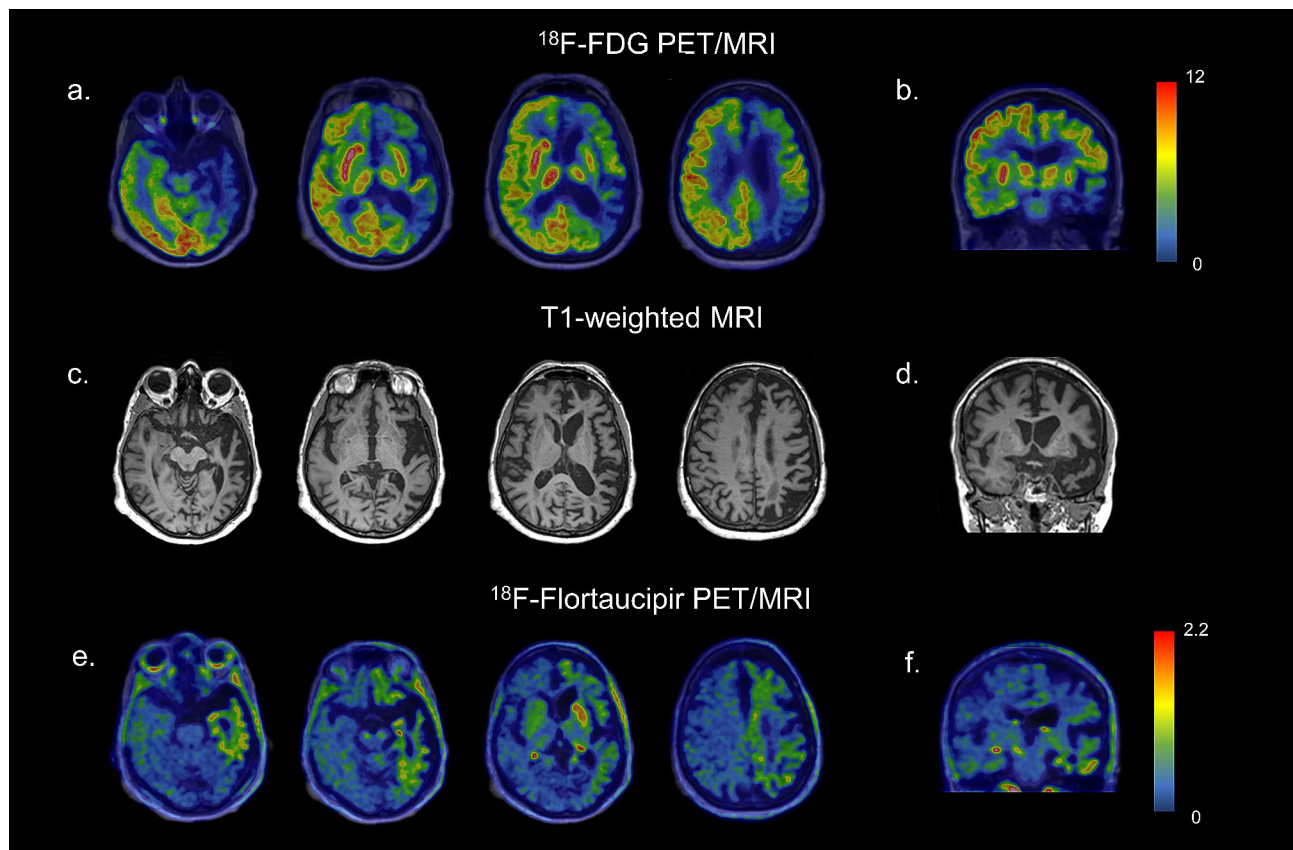 ¹⁸F-FDG PET/MRI
a.
b.
12
0
T1-weighted MRI
c.
d.
¹⁸F-Flortaucipir PET/MRI
e.
f.
2.2
0